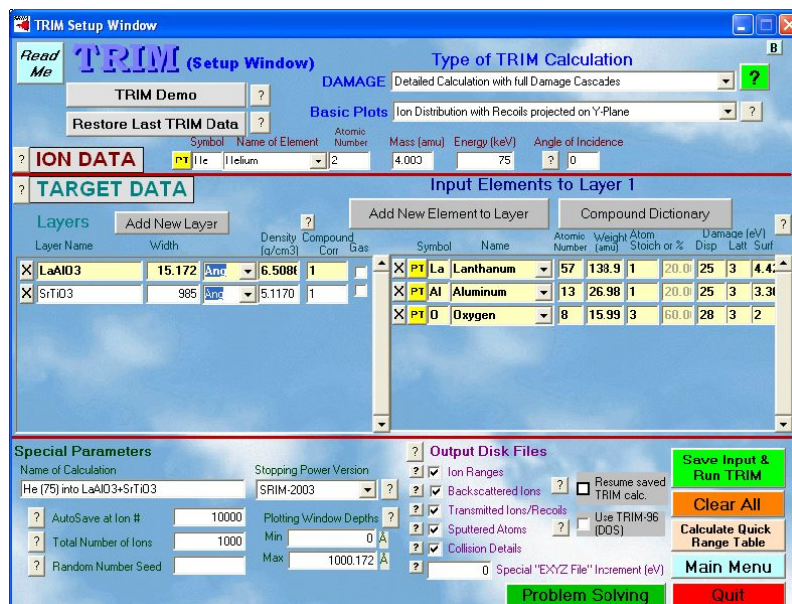 TRIM Setup Window
Read Me
TRIM (Setup Window)
Type of TRIM Calculation
B
DAMAGE Detailed Calculation with full Damage Cascades ?
TRIM Demo ?
Basic Plots Ion Distribution with Recoils projected on Y-Plane ?
Restore Last TRIM Data ?
Symbol Name of Element Atomic Number Mass (amu) Energy (keV) Angle of Incidence
? ION DATA PT He Helium 2 4.003 75 ? 0
? TARGET DATA
Input Elements to Layer 1
Layers Add New Layer ?
Add New Element to Layer Compound Dictionary ?
Layer Name Width Density (g/cm3) Compound Corr Gas
Symbol Name Atomic Number Weight (amu) Atom Stoich or % Damage (eV) Disp Latt Surf
X LaAlO3 15.172 Ang 1
X SrTiO3 985 Ang 5.1170 1
X PT La Lanthanum 57 138.9 1 20.0 25 3
X PT Al Aluminum 13 26.98 1 20.0 25 3
X PT O Oxygen 8 15.99 3 60.0 28 3 2
Special Parameters
Name of Calculation
He (75) into LaAlO3+SrTiO3
Stopping Power Version
SRIM-2003 ?
? AutoSave at Ion # 10000
? Total Number of Ions 1000
? Random Number Seed
Plotting Window Depths ?
Min 0 Å
Max 1000.172 Å
? Output Disk Files
? Ion Ranges
? Backscattered Ions
? Transmitted Ions/Recoils
? Sputtered Atoms
? Collision Details
? 0 Special "EXYZ File" Increment (eV)
? Resume saved TRIM calc.
? Use TRIM-96 (DOS)
Save Input & Run TRIM
Clear All
Calculate Quick Range Table
Main Menu
Problem Solving
Quit